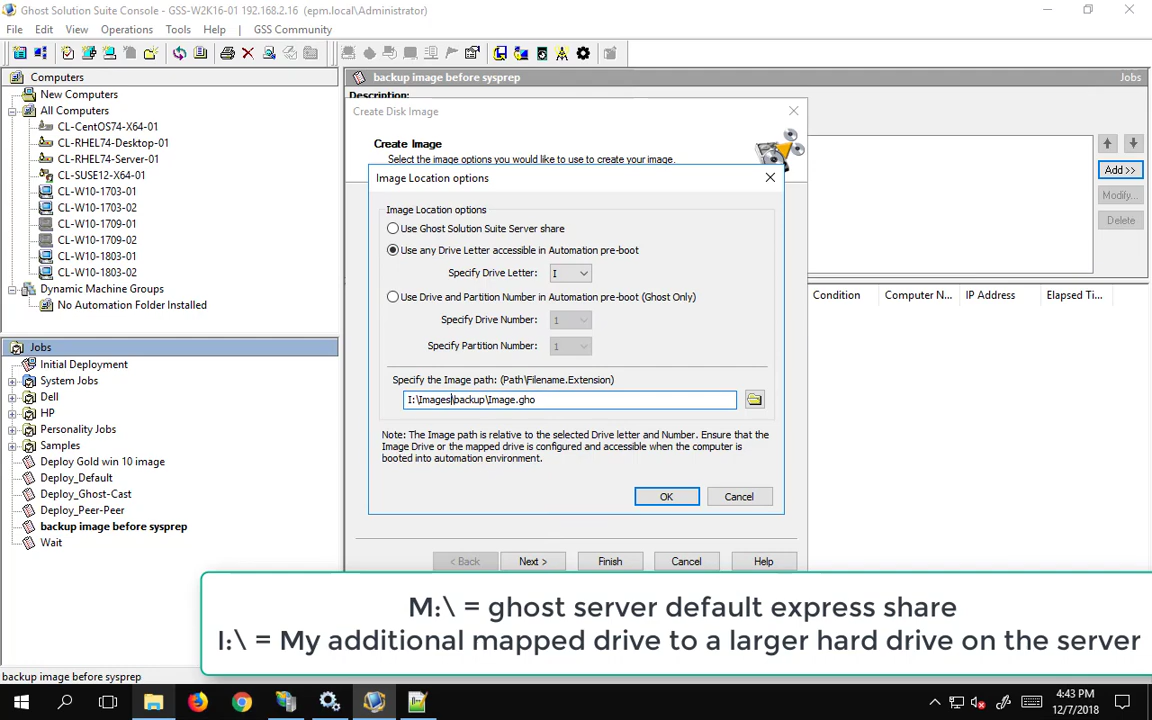 Ghost Solution Suite Console - GSS-W2K16-01 192.168.2.16 (epm.local\Administrator)
File Edit View Operations Tools Help GSS Community
Computers
New Computers
All Computers
CL-CentOS74-X64-01
CL-RHEL74-Desktop-01
CL-RHEL74-Server-01
CL-SUSE12-X64-01
CL-W10-1703-01
CL-W10-1703-02
CL-W10-1709-01
CL-W10-1709-02
CL-W10-1803-01
CL-W10-1803-02
Dynamic Machine Groups
No Automation Folder Installed
Jobs
Initial Deployment
System Jobs
Dell
HP
Personality Jobs
Samples
Deploy Gold win 10 image
Deploy_Default
Deploy_Ghost-Cast
Deploy_Peer-Peer
backup image before sysprep
Wait
backup image before sysprep Jobs
Description:
Add >>
Modify...
Delete
Condition Computer N... IP Address Elapsed Ti...
Create Disk Image
Create Image
Select the image options you would like to use to create your image.
Image Location options
Image Location options
Use Ghost Solution Suite Server share
Use any Drive Letter accessible in Automation pre-boot
Specify Drive Letter: I
Use Drive and Partition Number in Automation pre-boot (Ghost Only)
Specify Drive Number: 1
Specify Partition Number: 1
Specify the Image path: (Path\Filename.Extension)
I:\Images\backup\Image.gho
Note: The Image path is relative to the selected Drive letter and Number. Ensure that the
Image Drive or the mapped drive is configured and accessible when the computer is
booted into automation environment.
OK Cancel
< Back Next > Finish Cancel Help
M:\ = ghost server default express share
I:\ = My additional mapped drive to a larger hard drive on the server
backup image before sysprep
4:43 PM
12/7/2018